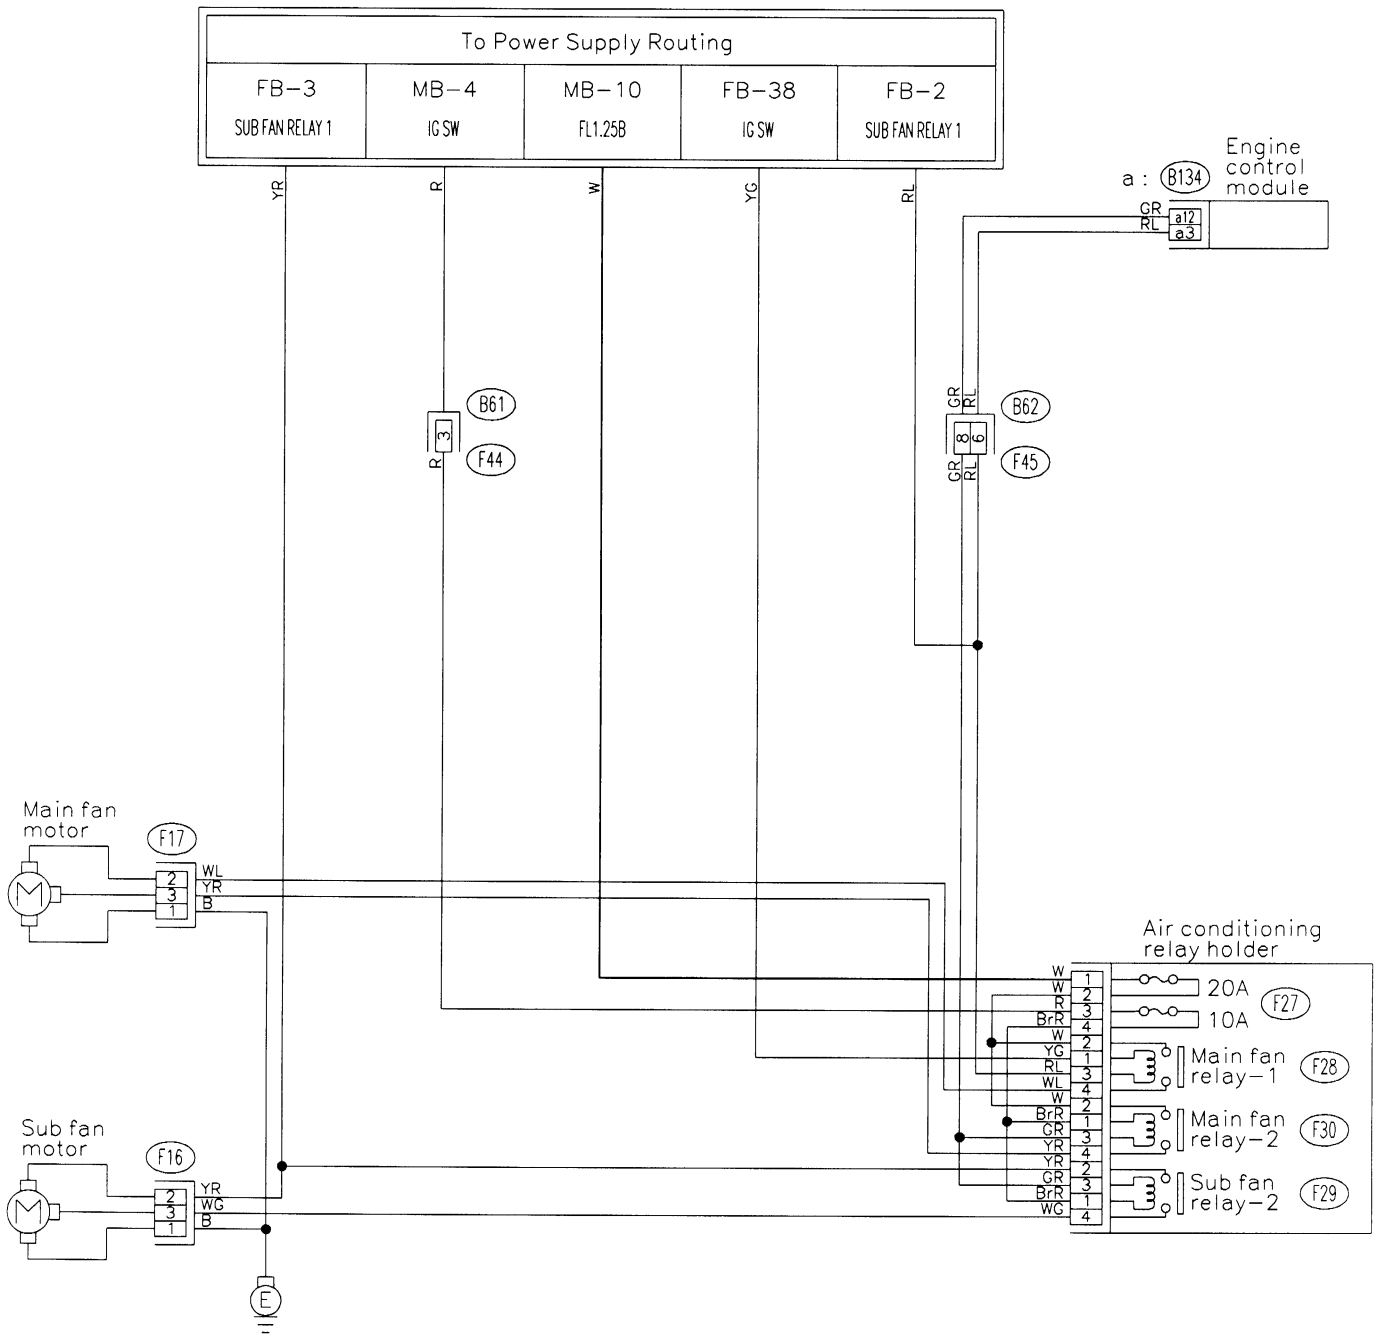 To Power Supply Routing
FB-3
MB-4
MB-10
FB-38
FB-2
SUB FAN RELAY 1
IG SW
FL1.25B
IG SW
SUB FAN RELAY 1
YR
R
W
YG
RL
a : B134
Engine
control
module
GR
a12
RL
a3
GR
RL
B61
3
F44
R
B62
8
6
F45
GR
RL
Main fan
motor
F17
M
2
WL
3
YR
1
B
Air conditioning
relay holder
W
1
W
2
20A
F27
R
3
BrR
4
10A
W
2
YG
1
Main fan
relay-1
F28
RL
3
WL
4
W
2
BrR
1
Main fan
relay-2
F30
GR
3
YR
4
YR
2
GR
3
Sub fan
relay-2
F29
BrR
1
WG
4
Sub fan
motor
F16
M
2
YR
3
WG
1
B
E